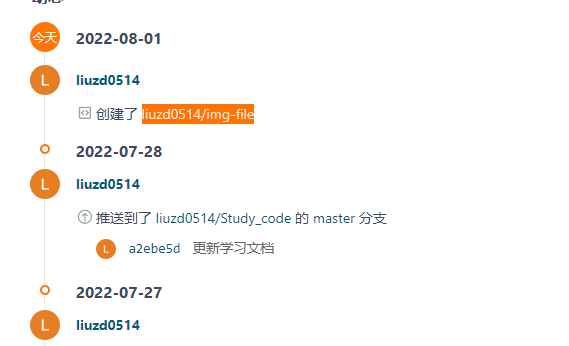 今天 2022-08-01
L liuzd0514
创建了 liuzd0514/img-file
2022-07-28
L liuzd0514
推送到了 liuzd0514/Study_code 的 master 分支
L a2ebe5d 更新学习文档
2022-07-27
L liuzd0514